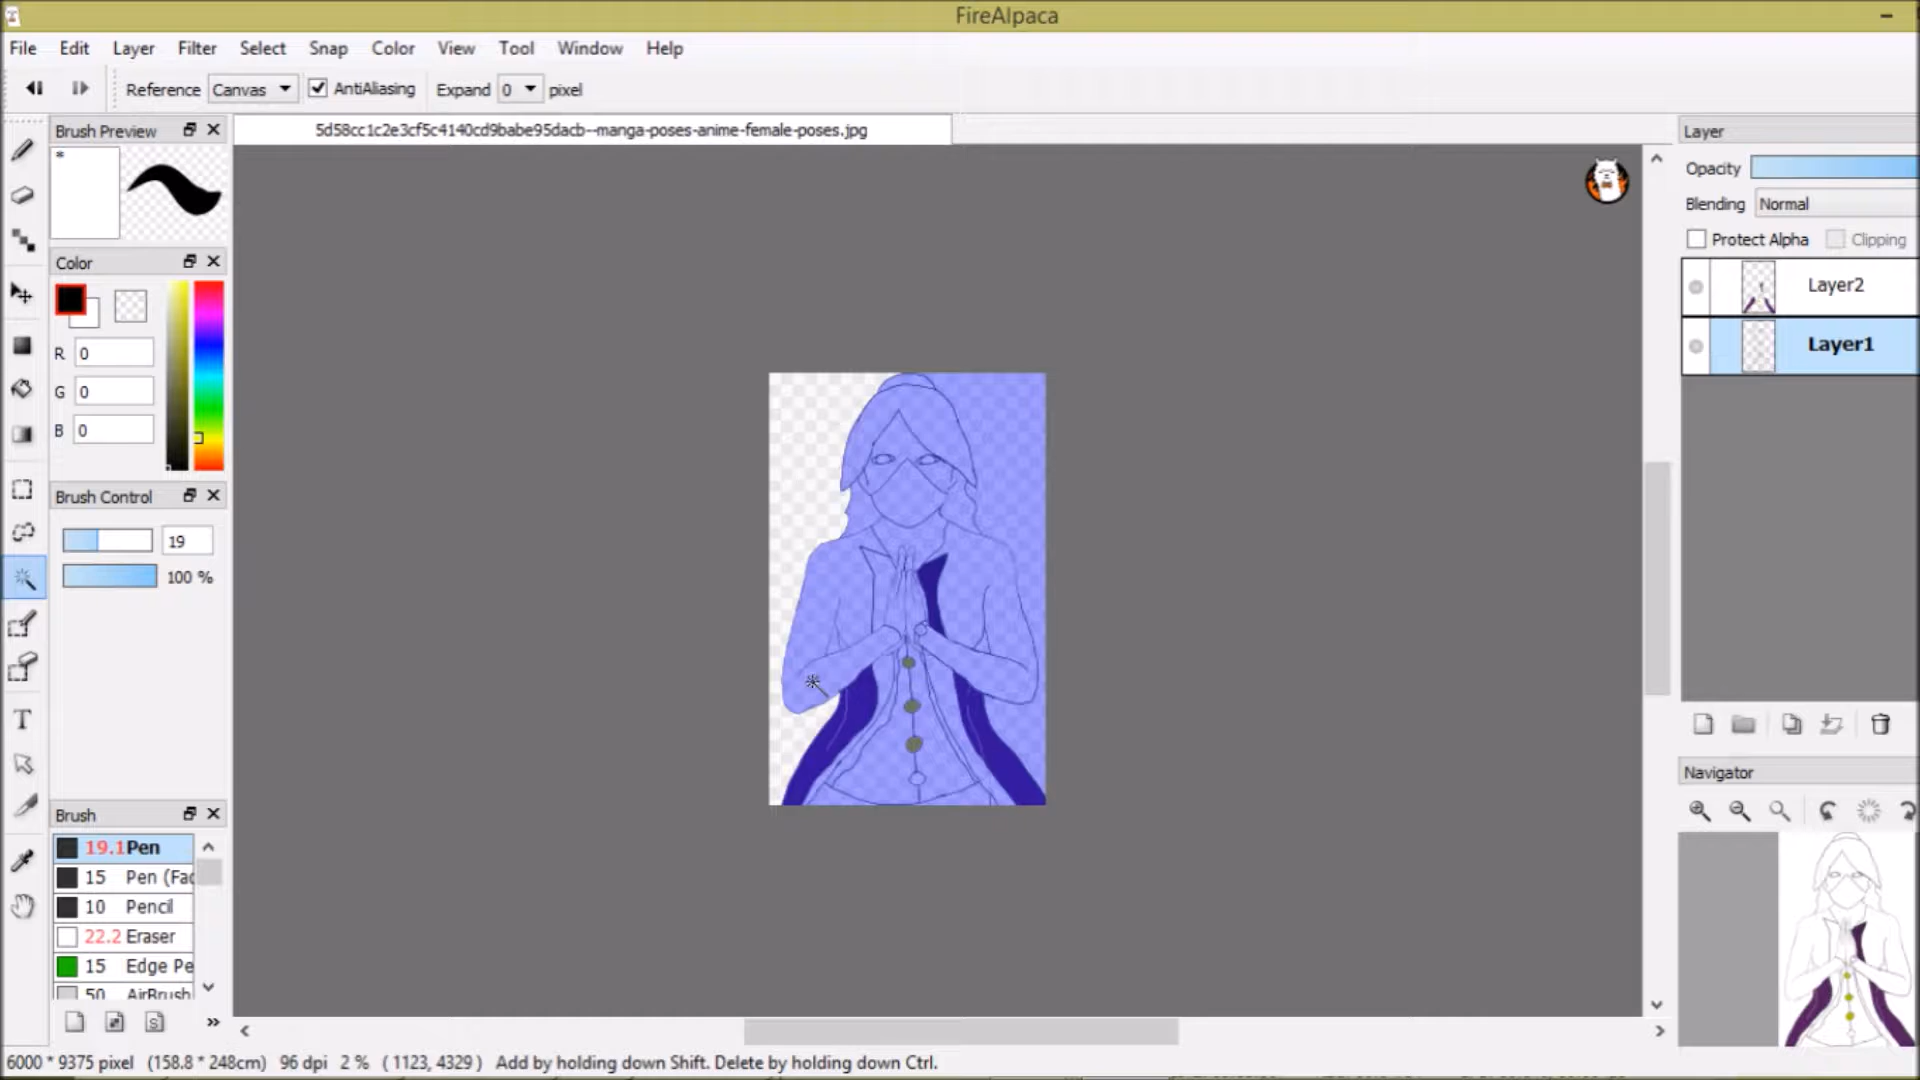 FireAlpaca
File Edit Layer Filter Select Snap Color View Tool Window Help
Reference Canvas AntiAliasing Expand 0 pixel
Brush Preview
5d58cc1c2e3cf5c4140cd9babe95dacb--manga-poses-anime-female-poses.jpg
Layer
*
Opacity
Blending Normal
Protect Alpha Clipping
Color
Layer2
R 0
Layer1
G 0
B 0
Brush Control
19
100 %
T
Navigator
Brush
19.1 Pen
15 Pen (Fac
10 Pencil
22.2 Eraser
15 Edge Pe
50 AirBrush
S
6000 * 9375 pixel (158.8 * 248cm) 96 dpi 2 % ( 1123, 4329 ) Add by holding down Shift. Delete by holding down Ctrl.